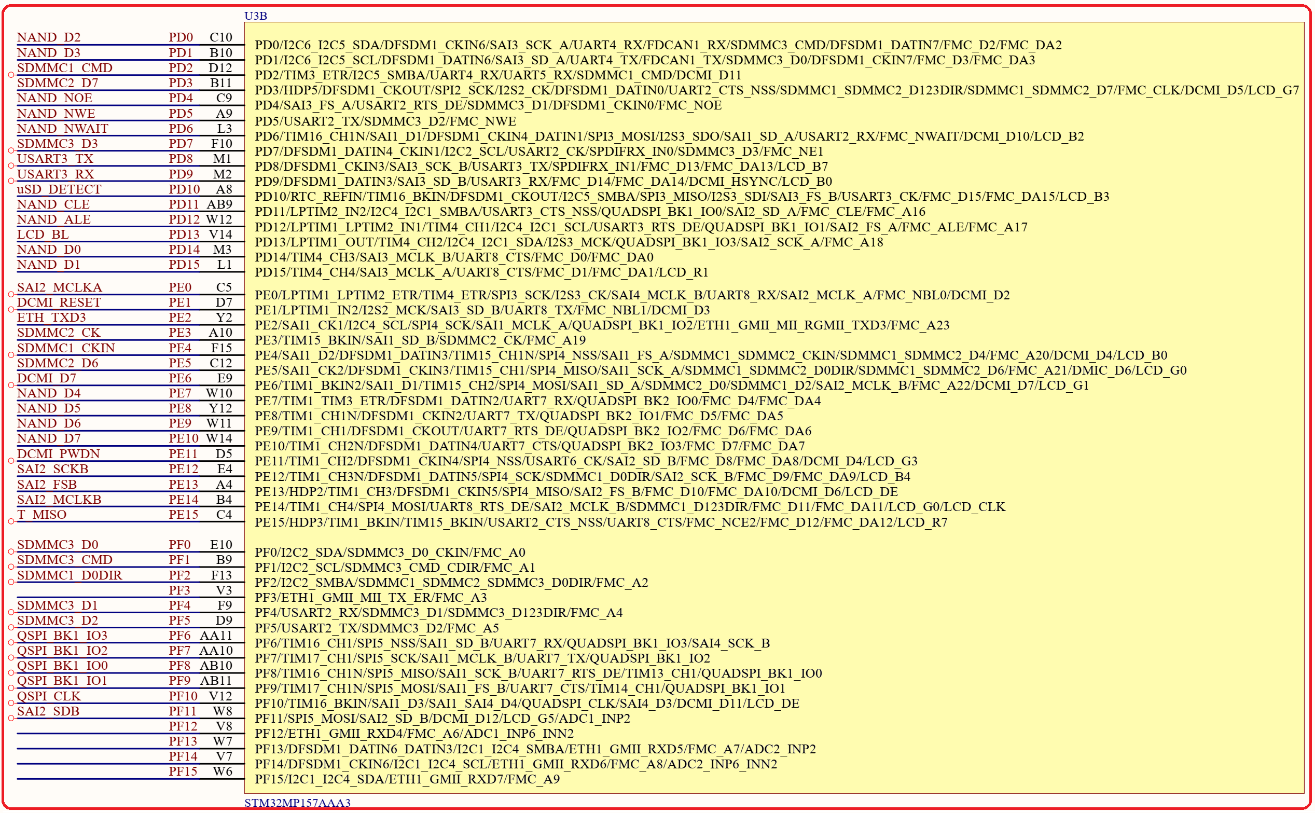 U3B
NAND_D2 PD0 C10 PD0/I2C6_I2C5_SDA/DFSDM1_CKIN6/SAI3_SCK_A/UART4_RX/FDCAN1_RX/SDMMC3_CMD/DFSDM1_DATIN7/FMC_D2/FMC_DA2
NAND_D3 PD1 B10 PD1/I2C6_I2C5_SCL/DFSDM1_DATIN6/SAI3_SD_A/UART4_TX/FDCAN1_TX/SDMMC3_D0/DFSDM1_CKIN7/FMC_D3/FMC_DA3
SDMMC1_CMD PD2 D12 PD2/TIM3_ETR/I2C5_SMBA/UART4_RX/UART5_RX/SDMMC1_CMD/DCMI_D11
SDMMC2_D7 PD3 B11 PD3/HDP5/DFSDM1_CKOUT/SPI2_SCK/I2S2_CK/DFSDM1_DATIN0/UART2_CTS_NSS/SDMMC1_SDMMC2_D123DIR/SDMMC1_SDMMC2_D7/FMC_CLK/DCMI_D5/LCD_G7
NAND_NOE PD4 C9 PD4/SAI3_FS_A/USART2_RTS_DE/SDMMC3_D1/DFSDM1_CKIN0/FMC_NOE
NAND_NWE PD5 A9 PD5/USART2_TX/SDMMC3_D2/FMC_NWE
NAND_NWAIT PD6 L3 PD6/TIM16_CH1N/SAI1_D1/DFSDM1_CKIN4_DATIN1/SPI3_MOSI/I2S3_SDO/SAI1_SD_A/USART2_RX/FMC_NWAIT/DCMI_D10/LCD_B2
SDMMC3_D3 PD7 F10 PD7/DFSDM1_DATIN4_CKIN1/I2C2_SCL/USART2_CK/SPDIFRX_IN0/SDMMC3_D3/FMC_NE1
USART3_TX PD8 M1 PD8/DFSDM1_CKIN3/SAI3_SCK_B/USART3_TX/SPDIFRX_IN1/FMC_D13/FMC_DA13/LCD_B7
USART3_RX PD9 M2 PD9/DFSDM1_DATIN3/SAI3_SD_B/USART3_RX/FMC_D14/FMC_DA14/DCMI_HSYNC/LCD_B0
uSD_DETECT PD10 A8 PD10/RTC_REFIN/TIM16_BKIN/DFSDM1_CKOUT/I2C5_SMBA/SPI3_MISO/I2S3_SDI/SAI3_FS_B/USART3_CK/FMC_D15/FMC_DA15/LCD_B3
NAND_CLE PD11 AB9 PD11/LPTIM2_IN2/I2C4_I2C1_SMBA/USART3_CTS_NSS/QUADSPI_BK1_IO0/SAI2_SD_A/FMC_CLE/FMC_A16
NAND_ALE PD12 W12 PD12/LPTIM1_LPTIM2_IN1/TIM4_CH1/I2C4_I2C1_SCL/USART3_RTS_DE/QUADSPI_BK1_IO1/SAI2_FS_A/FMC_ALE/FMC_A17
LCD_BL PD13 V14 PD13/LPTIM1_OUT/TIM4_CH2/I2C4_I2C1_SDA/I2S3_MCK/QUADSPI_BK1_IO3/SAI2_SCK_A/FMC_A18
NAND_D0 PD14 M3 PD14/TIM4_CH3/SAI3_MCLK_B/UART8_CTS/FMC_D0/FMC_DA0
NAND_D1 PD15 L1 PD15/TIM4_CH4/SAI3_MCLK_A/UART8_CTS/FMC_D1/FMC_DA1/LCD_R1
SAI2_MCLKA PE0 C5 PE0/LPTIM1_LPTIM2_ETR/TIM4_ETR/SPI3_SCK/I2S3_CK/SAI4_MCLK_B/UART8_RX/SAI2_MCLK_A/FMC_NBL0/DCMI_D2
DCMI_RESET PE1 D7 PE1/LPTIM1_IN2/I2S2_MCK/SAI3_SD_B/UART8_TX/FMC_NBL1/DCMI_D3
ETH_TXD3 PE2 Y2 PE2/SAI1_CK1/I2C4_SCL/SPI4_SCK/SAI1_MCLK_A/QUADSPI_BK1_IO2/ETH1_GMII_MII_RGMII_TXD3/FMC_A23
SDMMC2_CK PE3 A10 PE3/TIM15_BKIN/SAI1_SD_B/SDMMC2_CK/FMC_A19
SDMMC1_CKIN PE4 F15 PE4/SAI1_D2/DFSDM1_DATIN3/TIM15_CH1N/SPI4_NSS/SAI1_FS_A/SDMMC1_SDMMC2_CKIN/SDMMC1_SDMMC2_D4/FMC_A20/DCMI_D4/LCD_B0
SDMMC2_D6 PE5 C12 PE5/SAI1_CK2/DFSDM1_CKIN3/TIM15_CH1/SPI4_MISO/SAI1_SCK_A/SDMMC1_SDMMC2_D0DIR/SDMMC1_SDMMC2_D6/FMC_A21/DMIC_D6/LCD_G0
DCMI_D7 PE6 E9 PE6/TIM1_BKIN2/SAI1_D1/TIM15_CH2/SPI4_MOSI/SAI1_SD_A/SDMMC2_D0/SDMMC1_D2/SAI2_MCLK_B/FMC_A22/DCMI_D7/LCD_G1
NAND_D4 PE7 W10 PE7/TIM1_TIM3_ETR/DFSDM1_DATIN2/UART7_RX/QUADSPI_BK2_IO0/FMC_D4/FMC_DA4
NAND_D5 PE8 Y12 PE8/TIM1_CH1N/DFSDM1_CKIN2/UART7_TX/QUADSPI_BK2_IO1/FMC_D5/FMC_DA5
NAND_D6 PE9 W11 PE9/TIM1_CH1/DFSDM1_CKOUT/UART7_RTS_DE/QUADSPI_BK2_IO2/FMC_D6/FMC_DA6
NAND_D7 PE10 W14 PE10/TIM1_CH2N/DFSDM1_DATIN4/UART7_CTS/QUADSPI_BK2_IO3/FMC_D7/FMC_DA7
DCMI_PWDN PE11 D5 PE11/TIM1_CH2/DFSDM1_CKIN4/SPI4_NSS/USART6_CK/SAI2_SD_B/FMC_D8/FMC_DA8/DCMI_D4/LCD_G3
SAI2_SCKB PE12 E4 PE12/TIM1_CH3N/DFSDM1_DATIN5/SPI4_SCK/SDMMC1_D0DIR/SAI2_SCK_B/FMC_D9/FMC_DA9/LCD_B4
SAI2_FSB PE13 A4 PE13/HDP2/TIM1_CH3/DFSDM1_CKIN5/SPI4_MISO/SAI2_FS_B/FMC_D10/FMC_DA10/DCMI_D6/LCD_DE
SAI2_MCLKB PE14 B4 PE14/TIM1_CH4/SPI4_MOSI/UART8_RTS_DE/SAI2_MCLK_B/SDMMC1_D123DIR/FMC_D11/FMC_DA11/LCD_G0/LCD_CLK
T_MISO PE15 C4 PE15/HDP3/TIM1_BKIN/TIM15_BKIN/USART2_CTS_NSS/UART8_CTS/FMC_NCE2/FMC_D12/FMC_DA12/LCD_R7
SDMMC3_D0 PF0 E10 PF0/I2C2_SDA/SDMMC3_D0_CKIN/FMC_A0
SDMMC3_CMD PF1 B9 PF1/I2C2_SCL/SDMMC3_CMD_CDIR/FMC_A1
SDMMC1_D0DIR PF2 F13 PF2/I2C2_SMBA/SDMMC1_SDMMC2_SDMMC3_D0DIR/FMC_A2
PF3 V3 PF3/ETH1_GMII_MII_TX_ER/FMC_A3
SDMMC3_D1 PF4 F9 PF4/USART2_RX/SDMMC3_D1/SDMMC3_D123DIR/FMC_A4
SDMMC3_D2 PF5 D9 PF5/USART2_TX/SDMMC3_D2/FMC_A5
QSPI_BK1_IO3 PF6 AA11 PF6/TIM16_CH1/SPI5_NSS/SAI1_SD_B/UART7_RX/QUADSPI_BK1_IO3/SAI4_SCK_B
QSPI_BK1_IO2 PF7 AA10 PF7/TIM17_CH1/SPI5_SCK/SAI1_MCLK_B/UART7_TX/QUADSPI_BK1_IO2
QSPI_BK1_IO0 PF8 AB10 PF8/TIM16_CH1N/SPI5_MISO/SAI1_SCK_B/UART7_RTS_DE/TIM13_CH1/QUADSPI_BK1_IO0
QSPI_BK1_IO1 PF9 AB11 PF9/TIM17_CH1N/SPI5_MOSI/SAI1_FS_B/UART7_CTS/TIM14_CH1/QUADSPI_BK1_IO1
QSPI_CLK PF10 V12 PF10/TIM16_BKIN/SAI1_D3/SAI1_SAI4_D4/QUADSPI_CLK/SAI4_D3/DCMI_D11/LCD_DE
SAI2_SDB PF11 W8 PF11/SPI5_MOSI/SAI2_SD_B/DCMI_D12/LCD_G5/ADC1_INP2
PF12 V8 PF12/ETH1_GMII_RXD4/FMC_A6/ADC1_INP6_INN2
PF13 W7 PF13/DFSDM1_DATIN6_DATIN3/I2C1_I2C4_SMBA/ETH1_GMII_RXD5/FMC_A7/ADC2_INP2
PF14 V7 PF14/DFSDM1_CKIN6/I2C1_I2C4_SCL/ETH1_GMII_RXD6/FMC_A8/ADC2_INP6_INN2
PF15 W6 PF15/I2C1_I2C4_SDA/ETH1_GMII_RXD7/FMC_A9
STM32MP157AAA3